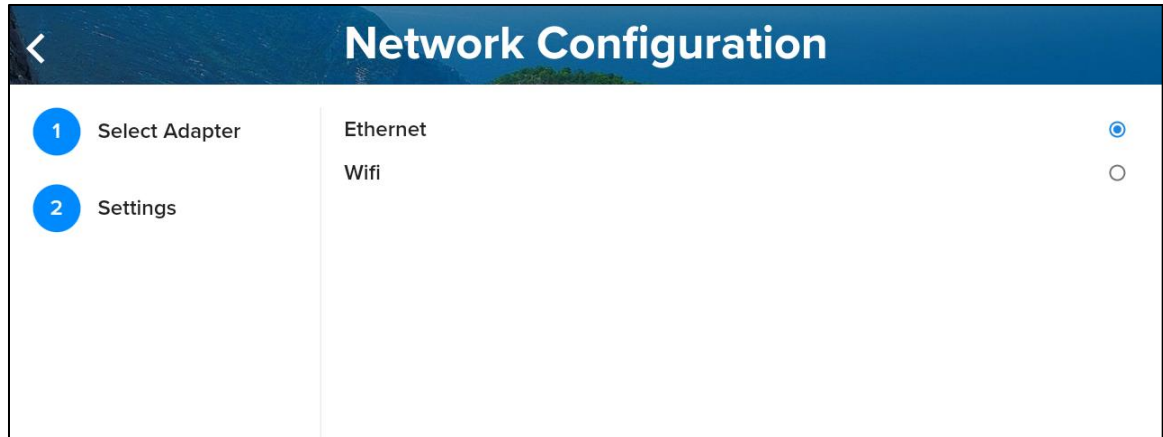 Network Configuration
1 Select Adapter
2 Settings
Ethernet
Wifi